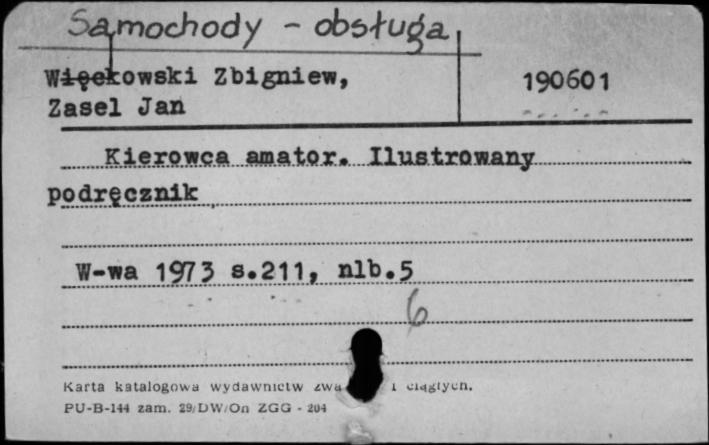 Samochody - obsługa
Więckowski Zbigniew,
190601
Zasel Jan
Kierowca amator. Ilustrowany
podręcznik
W-wa 1973 s.211, nlb.5
6
Karta katalogowa wydawnictw zwa i ciągłych.
PU-B-144 zam. 29/DW/On ZGG - 204